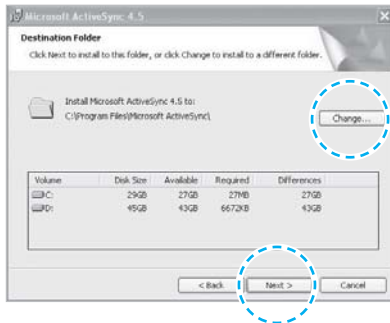 Microsoft ActiveSync 4.5
Destination Folder
Click Next to install to this folder, or click Change to install to a different folder.
Install Microsoft ActiveSync 4.5 to:
C:\Program Files\Microsoft ActiveSync\
Change...
Volume Disk Size Available Required Differences
C: 29GB 27GB 27MB 27GB
D: 45GB 43GB 6672KB 43GB
< Back Next > Cancel